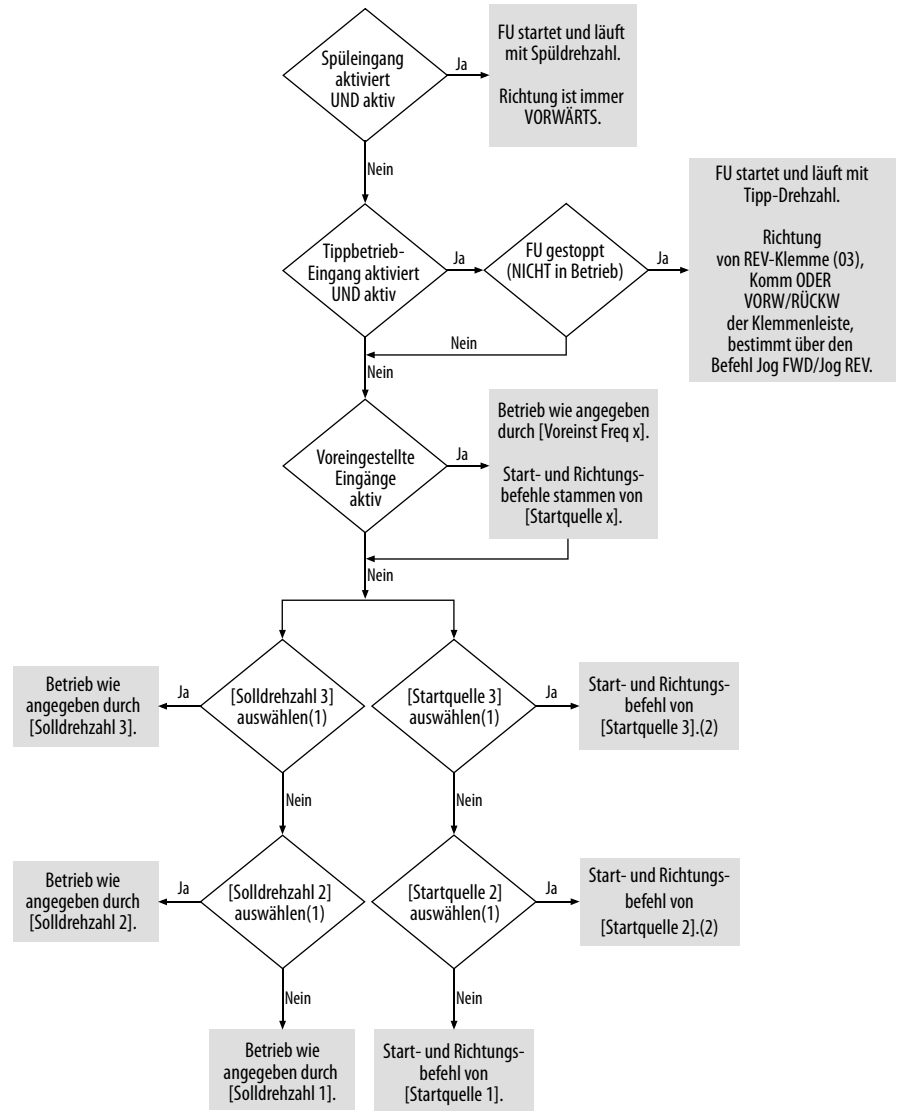 Spüleingang
aktiviert
UND aktiv
Ja
FU startet und läuft
mit Spüldrehzahl.
Richtung ist immer
VORWÄRTS.
Nein
Tippbetrieb-
Eingang aktiviert
UND aktiv
Ja
FU gestoppt
(NICHT in Betrieb)
Ja
FU startet und läuft mit
Tipp-Drehzahl.
Richtung
von REV-Klemme (03),
Komm ODER
VORW/RÜCKW
der Klemmenleiste,
bestimmt über den
Befehl Jog FWD/Jog REV.
Nein
Nein
Voreingestellte
Eingänge
aktiv
Ja
Betrieb wie angegeben
durch [Voreinst Freq x].
Start- und Richtungs-
befehle stammen von
[Startquelle x].
Nein
[Solldrehzahl 3]
auswählen(1)
Ja
Betrieb wie
angegeben durch
[Solldrehzahl 3].
[Startquelle 3]
auswählen(1)
Ja
Start- und Richtungs-
befehl von
[Startquelle 3].(2)
Nein
Nein
[Solldrehzahl 2]
auswählen(1)
Ja
Betrieb wie
angegeben durch
[Solldrehzahl 2].
[Startquelle 2]
auswählen(1)
Ja
Start- und Richtungs-
befehl von
[Startquelle 2].(2)
Nein
Nein
Betrieb wie
angegeben durch
[Solldrehzahl 1].
Start- und Richtungs-
befehl von
[Startquelle 1].